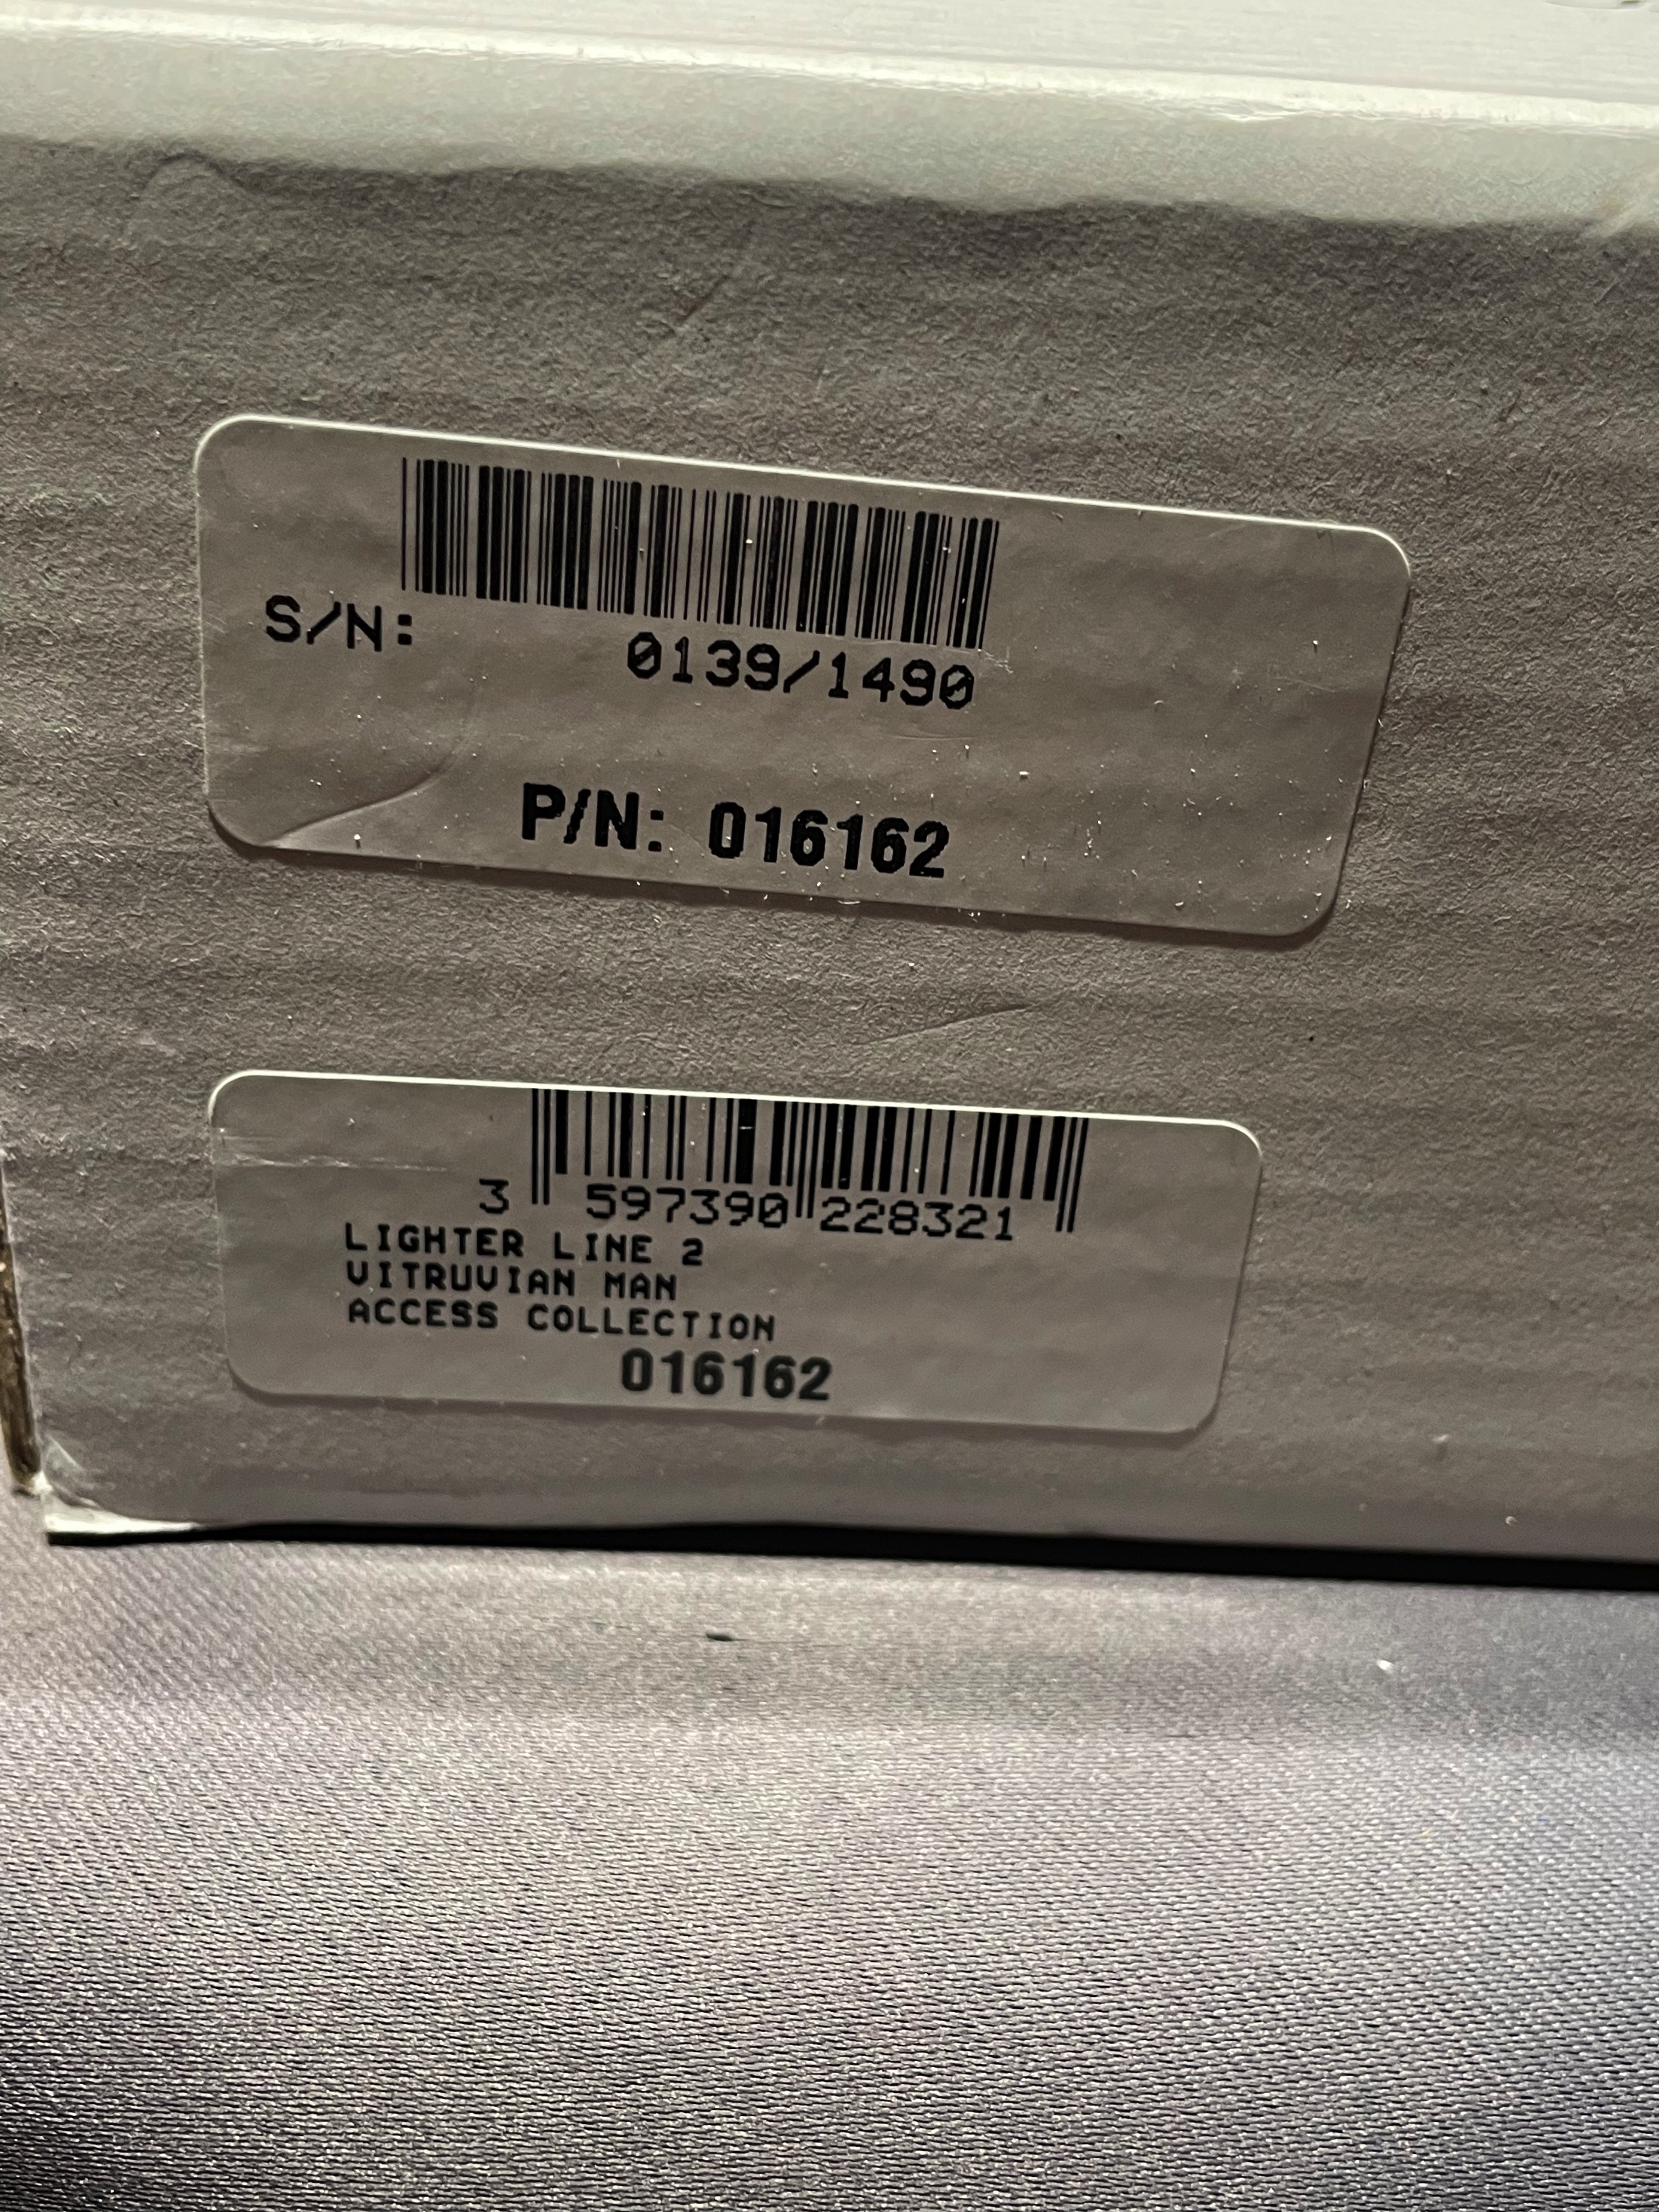 S/N:
0139/1490
P/N: 016162
3 597390 228321
LIGHTER LINE 2
VITRUVIAN MAN
ACCESS COLLECTION
016162